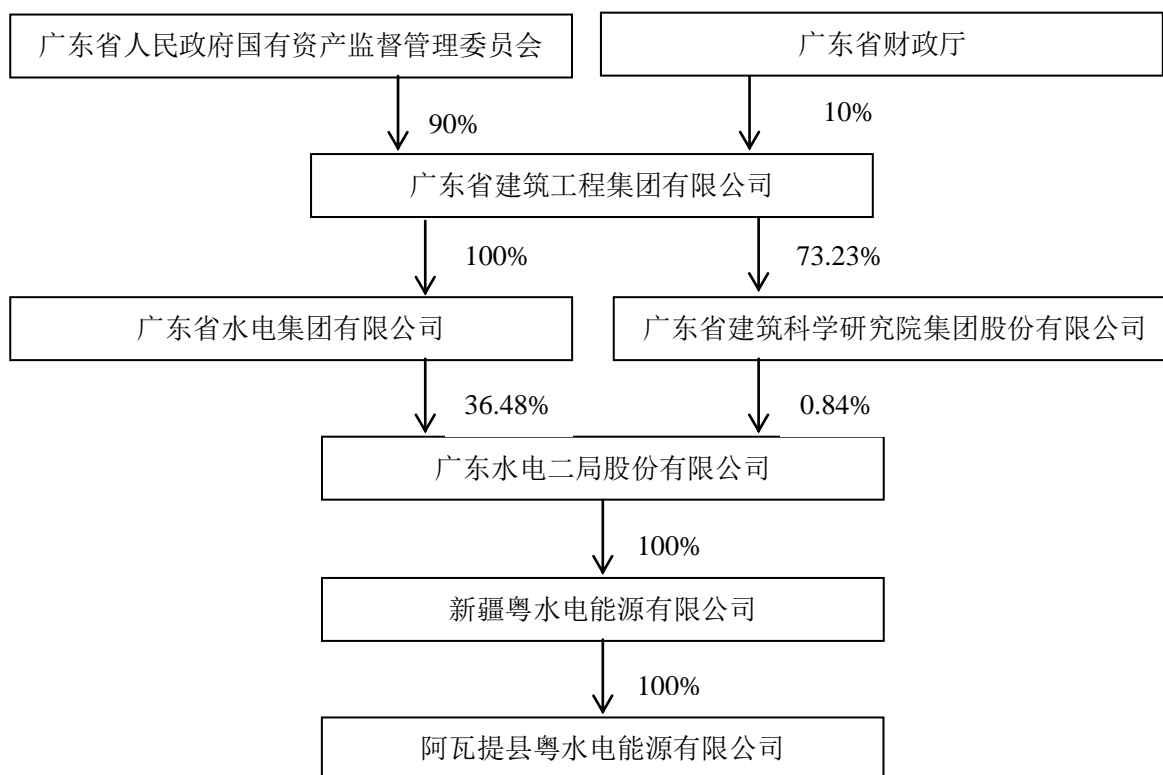 广东省人民政府国有资产监督管理委员会
广东省财政厅
90%
10%
广东省建筑工程集团有限公司
100%
73.23%
广东省水电集团有限公司
广东省建筑科学研究院集团股份有限公司
36.48%
0.84%
广东水电二局股份有限公司
100%
新疆粤水电能源有限公司
100%
阿瓦提县粤水电能源有限公司